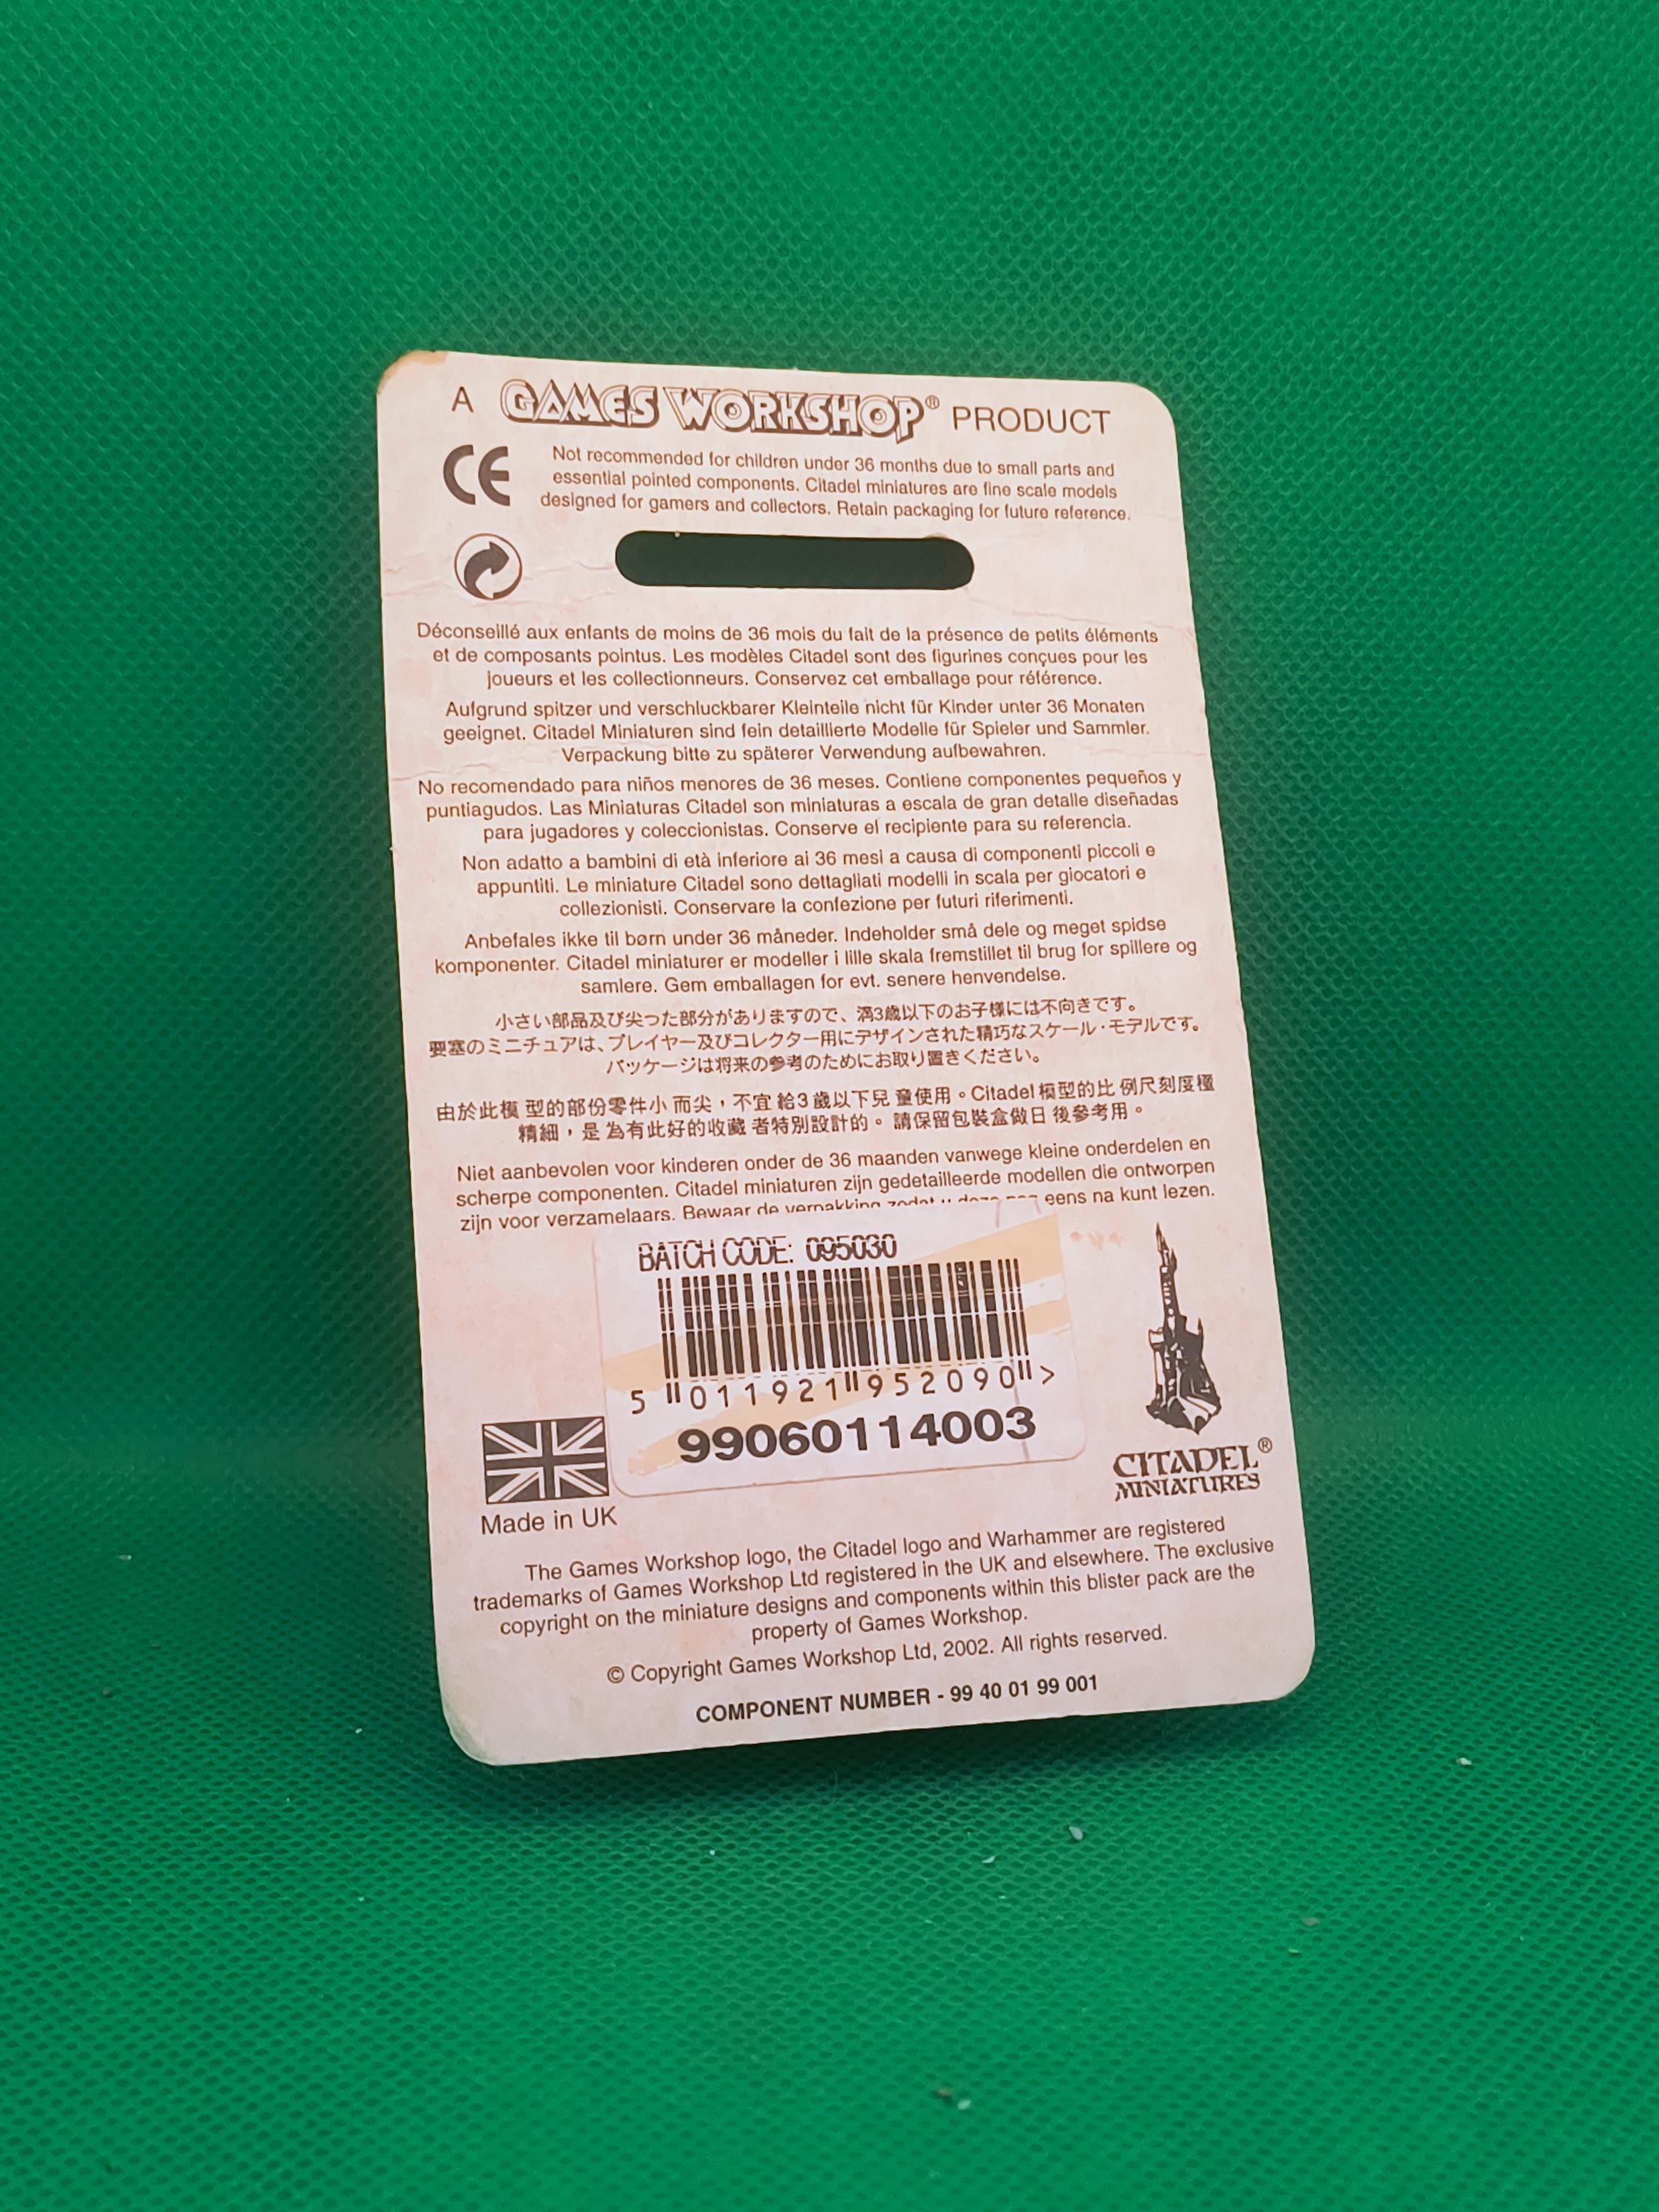 A GAMES WORKSHOP® PRODUCT
CE
Not recommended for children under 36 months due to small parts and
essential pointed components. Citadel miniatures are fine scale models
designed for gamers and collectors. Retain packaging for future reference.
Déconseillé aux enfants de moins de 36 mois du fait de la présence de petits éléments
et de composants pointus. Les modèles Citadel sont des figurines conçues pour les
joueurs et les collectionneurs. Conservez cet emballage pour référence.
Aufgrund spitzer und verschluckbarer Kleinteile nicht für Kinder unter 36 Monaten
geeignet. Citadel Miniaturen sind fein detaillierte Modelle für Spieler und Sammler.
Verpackung bitte zu späterer Verwendung aufbewahren.
No recomendado para niños menores de 36 meses. Contiene componentes pequeños y
puntiagudos. Las Miniaturas Citadel son miniaturas a escala de gran detalle diseñadas
para jugadores y coleccionistas. Conserve el recipiente para su referencia.
Non adatto a bambini di età inferiore ai 36 mesi a causa di componenti piccoli e
appuntiti. Le miniature Citadel sono dettagliati modelli in scala per giocatori e
collezionisti. Conservare la confezione per futuri riferimenti.
Anbefales ikke til børn under 36 måneder. Indeholder små dele og meget spidse
komponenter. Citadel miniaturer er modeller i lille skala fremstillet til brug for spillere og
samlere. Gem emballagen for evt. senere henvendelse.
小さい部品及び尖った部分がありますので、満3歳以下のお子様には不向きです。
要塞のミニチュアは、プレイヤー及びコレクター用にデザインされた精巧なスケール・モデルです。
パッケージは将来の参考のためにお取り置きください。
由於此模 型的部份零件小 而尖，不宜 給3 歲以下兒 童使用。Citadel 模型的比 例尺刻度極
精細，是 為有此好的收藏 者特別設計的。 請保留包裝盒做日 後參考用。
Niet aanbevolen voor kinderen onder de 36 maanden vanwege kleine onderdelen en
scherpe componenten. Citadel miniaturen zijn gedetailleerde modellen die ontworpen
zijn voor verzamelaars. Bewaar de verpakking zodat u deze eens na kunt lezen.
BATCH CODE: 095030
5 011921 952090 >
99060114003
Made in UK
CITADEL®
MINIATURES
The Games Workshop logo, the Citadel logo and Warhammer are registered
trademarks of Games Workshop Ltd registered in the UK and elsewhere. The exclusive
copyright on the miniature designs and components within this blister pack are the
property of Games Workshop.
© Copyright Games Workshop Ltd, 2002. All rights reserved.
COMPONENT NUMBER - 99 40 01 99 001